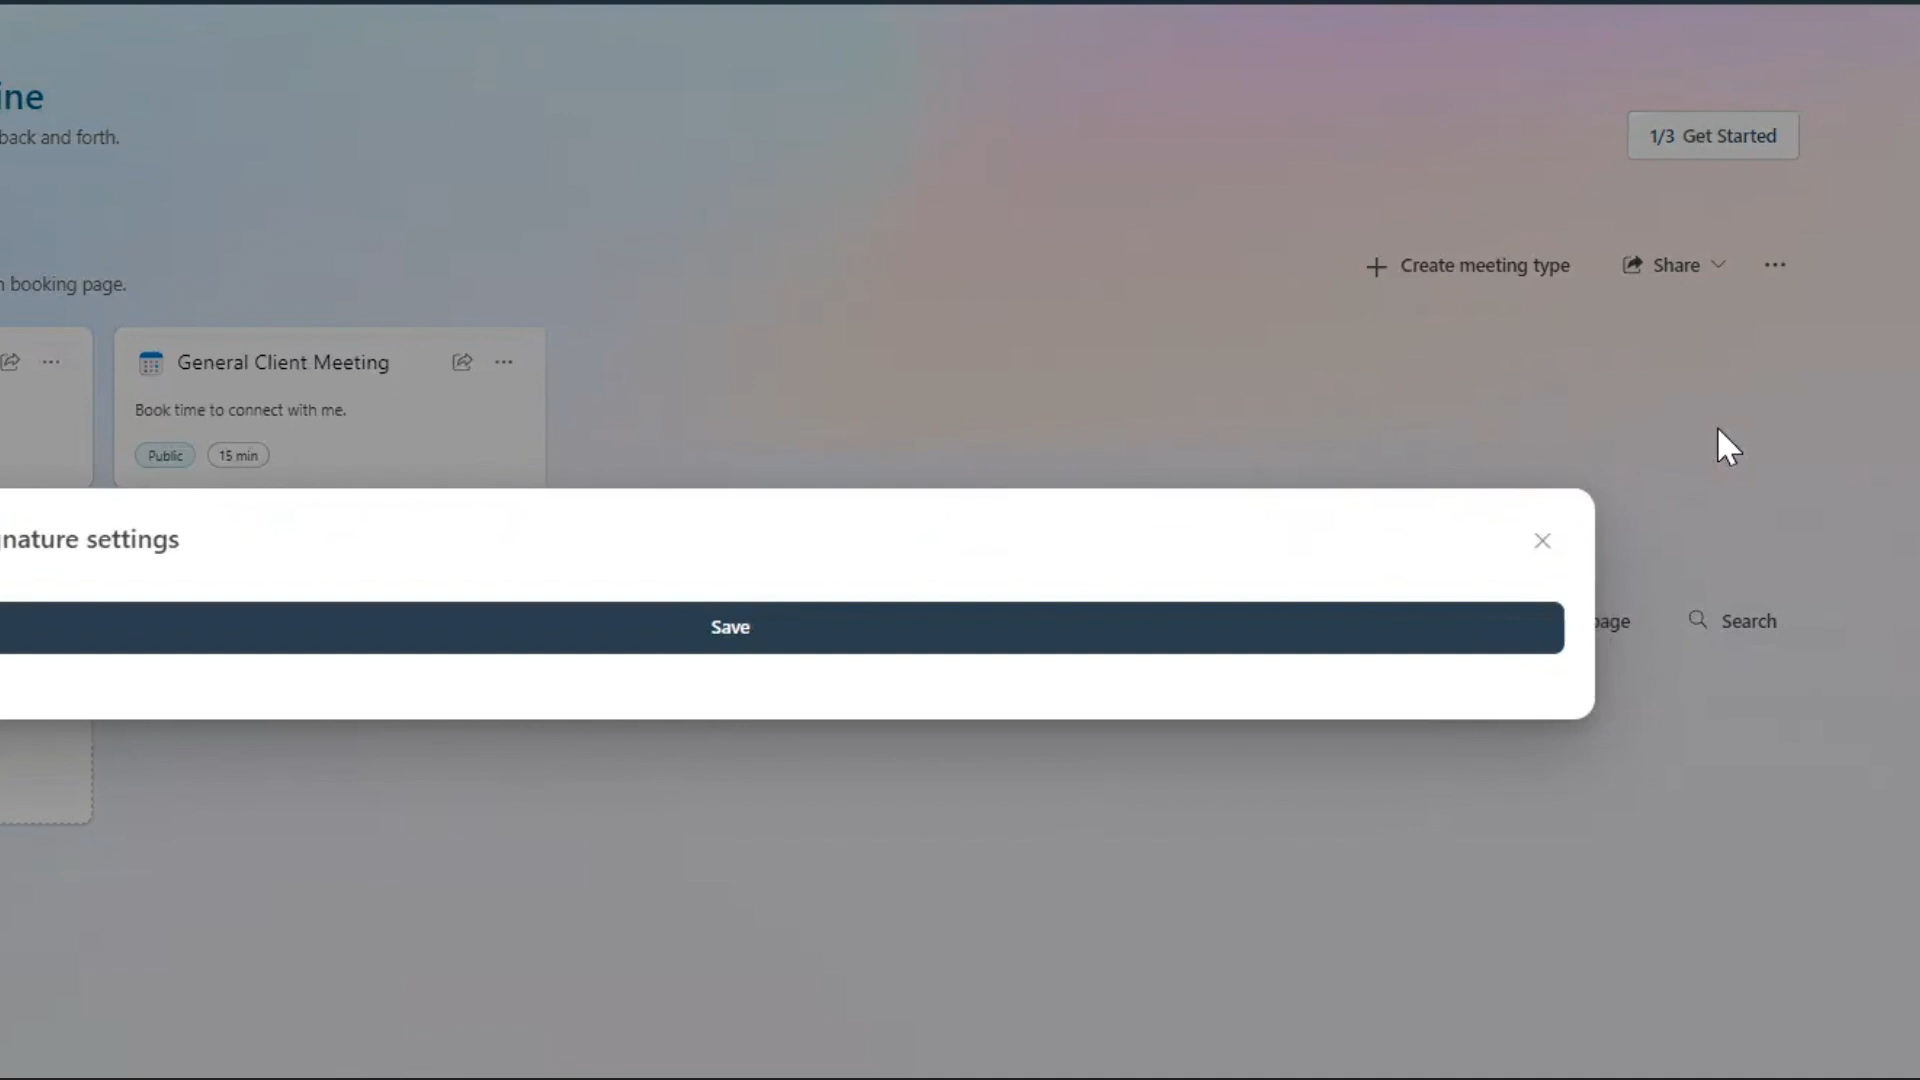 ine
back and forth.
1/3 Get Started
Create meeting type
Share
booking page.
General Client Meeting
Book time to connect with me.
Public
15 min
nature settings
Save
page
Search